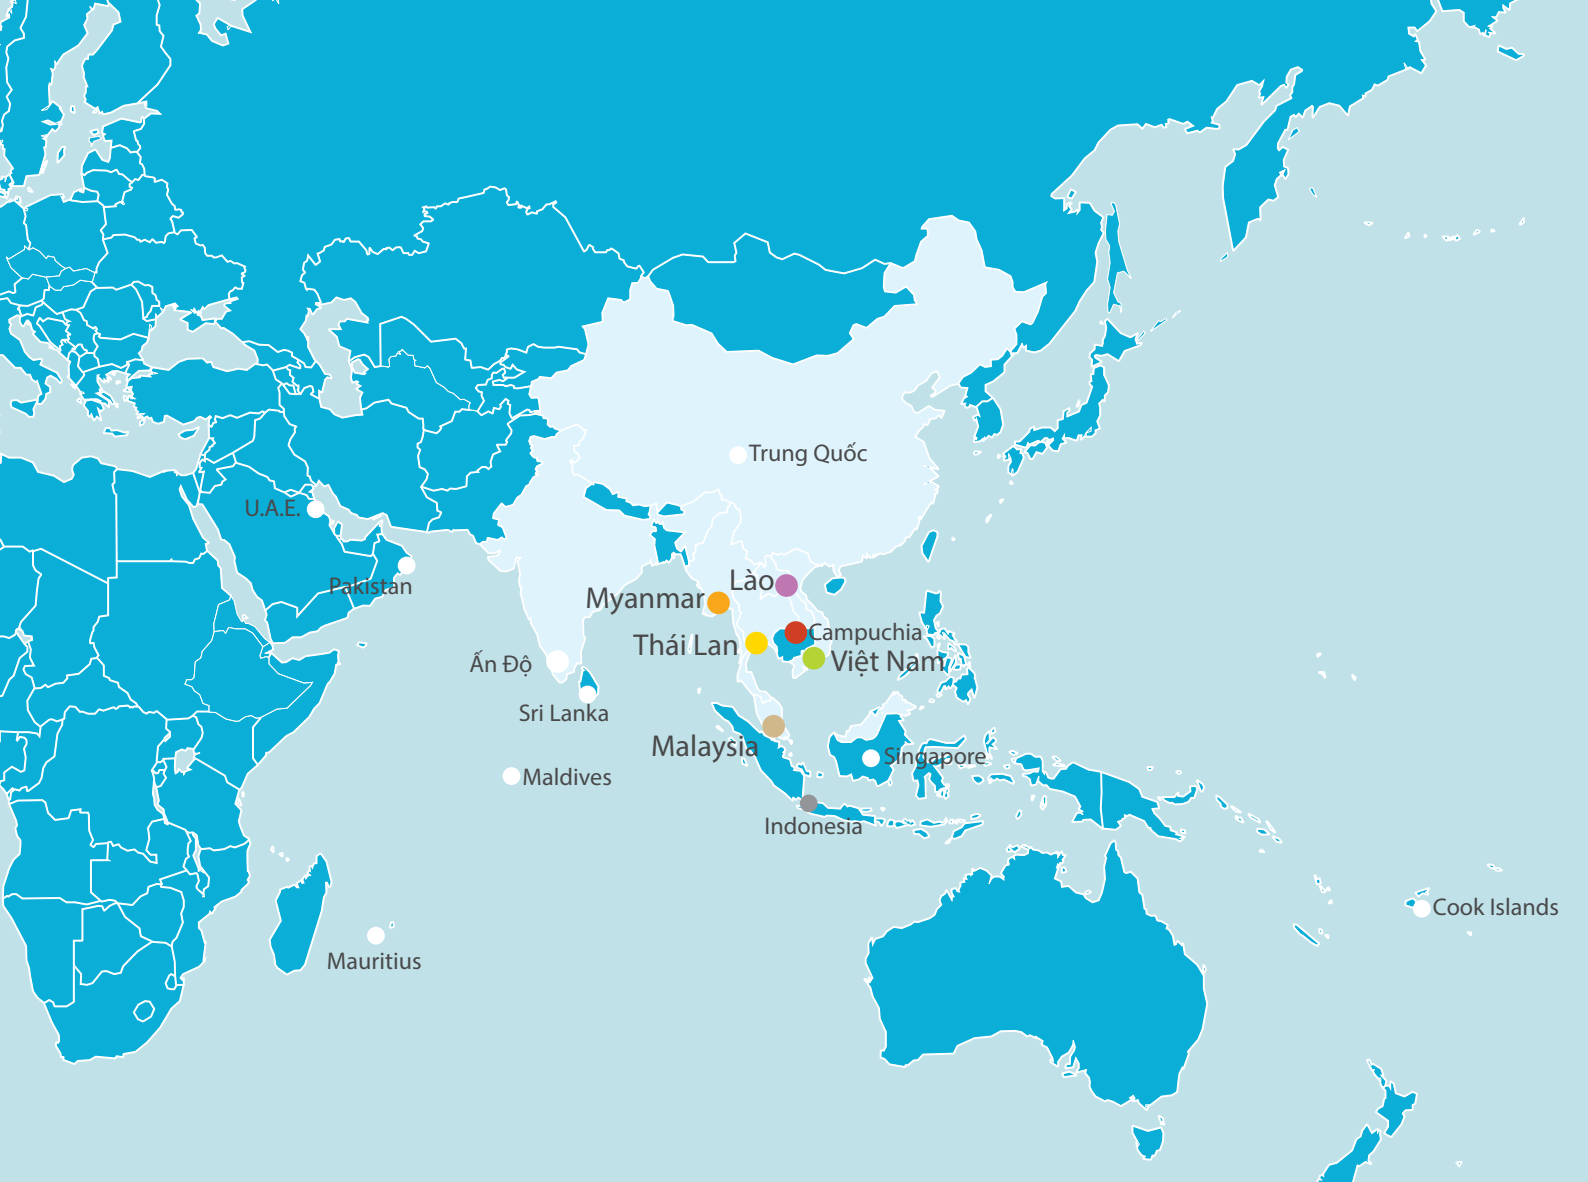 Trung Quốc
U.A.E.
Pakistan
Lào
Myanmar
Campuchia
Thái Lan
Việt Nam
Ấn Độ
Sri Lanka
Malaysia
Singapore
Maldives
Indonesia
Cook Islands
Mauritius